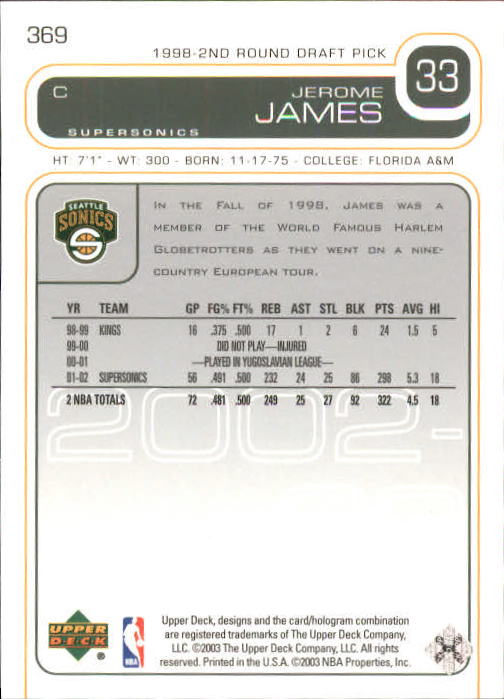 369
1998-2ND ROUND DRAFT PICK
33
C
JEROME
JAMES
SUPERSONICS
HT: 7'1" - WT: 300 - BORN: 11-17-75 - COLLEGE: FLORIDA A&M
SEATTLE
SONICS
IN THE FALL OF 1998, JAMES WAS A
MEMBER OF THE WORLD FAMOUS HARLEM
GLOBETROTTERS AS THEY WENT ON A NINE-
COUNTRY EUROPEAN TOUR.
YR TEAM GP FG% FT% REB AST STL BLK PTS AVG HI
98-99 KINGS 16 .375 .500 17 1 2 6 24 1.5 5
99-00 DID NOT PLAY—INJURED
00-01 —PLAYED IN YUGOSLAVIAN LEAGUE—
01-02 SUPERSONICS 56 .491 .500 232 24 25 86 298 5.3 18
2 NBA TOTALS 72 .481 .500 249 25 27 92 322 4.5 18
2002-
UPPER
DECK
®
NBA
Upper Deck, designs and the card/hologram combination
are registered trademarks of The Upper Deck Company,
LLC. ©2003 The Upper Deck Company, LLC. All rights
reserved. Printed in the U.S.A. ©2003 NBA Properties, Inc.